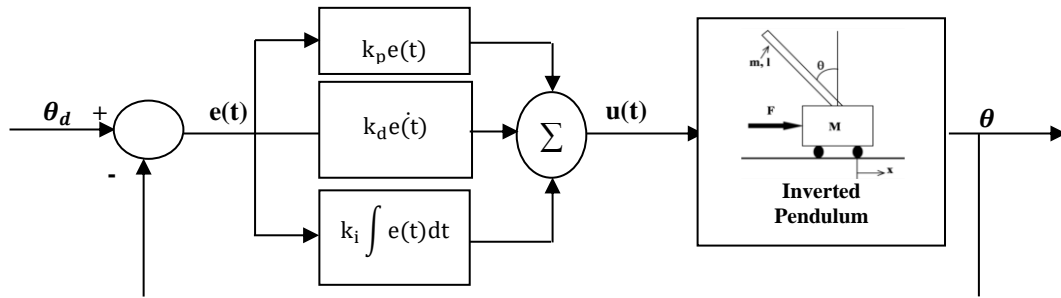 θ_d
+
-
e(t)
k_p e(t)
k_d ė(t)
k_i ∫ e(t)dt
∑
u(t)
θ
m, l
F
M
x
Inverted
Pendulum
θ